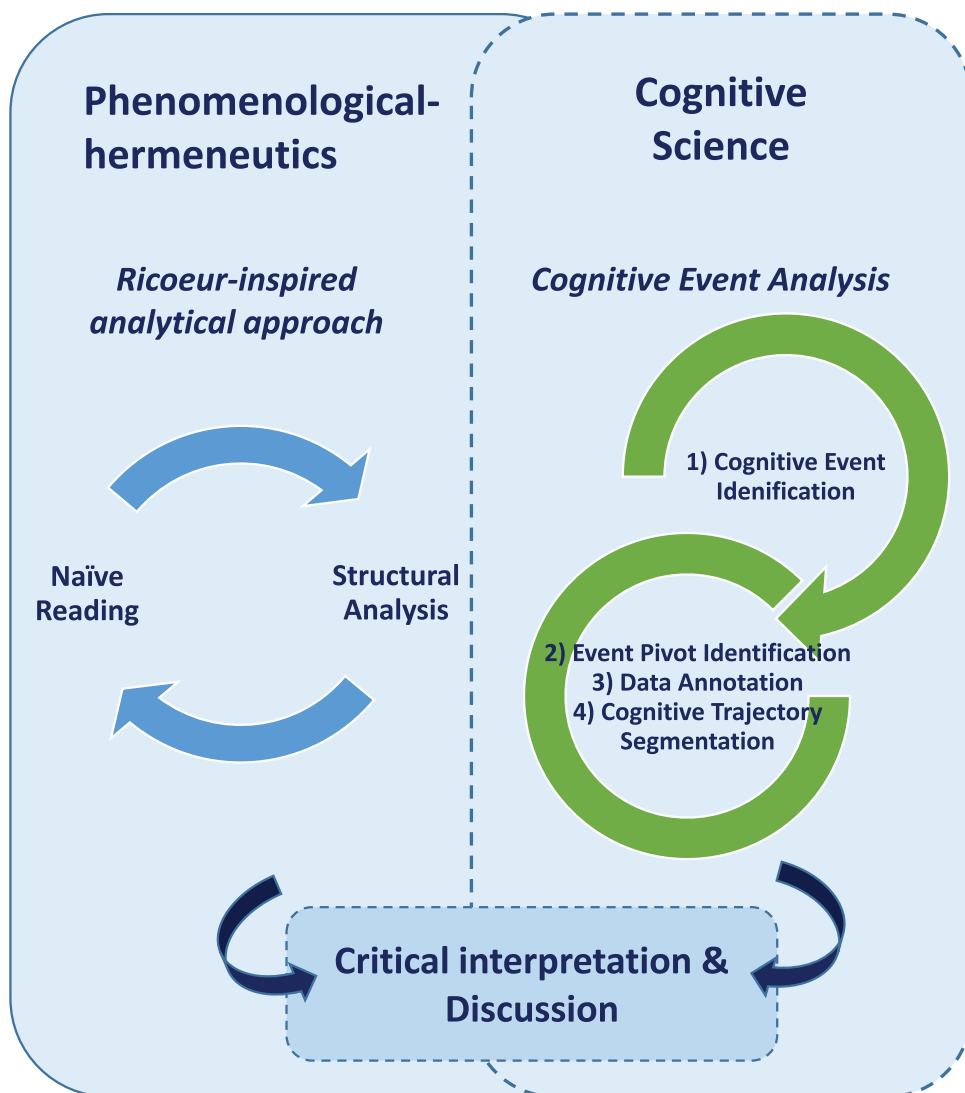 Phenomenological-
hermeneutics
Ricoeur-inspired
analytical approach
Naïve
Reading
Structural
Analysis
Cognitive
Science
Cognitive Event Analysis
1) Cognitive Event
Idenification
2) Event Pivot Identification
3) Data Annotation
4) Cognitive Trajectory
Segmentation
Critical interpretation &
Discussion